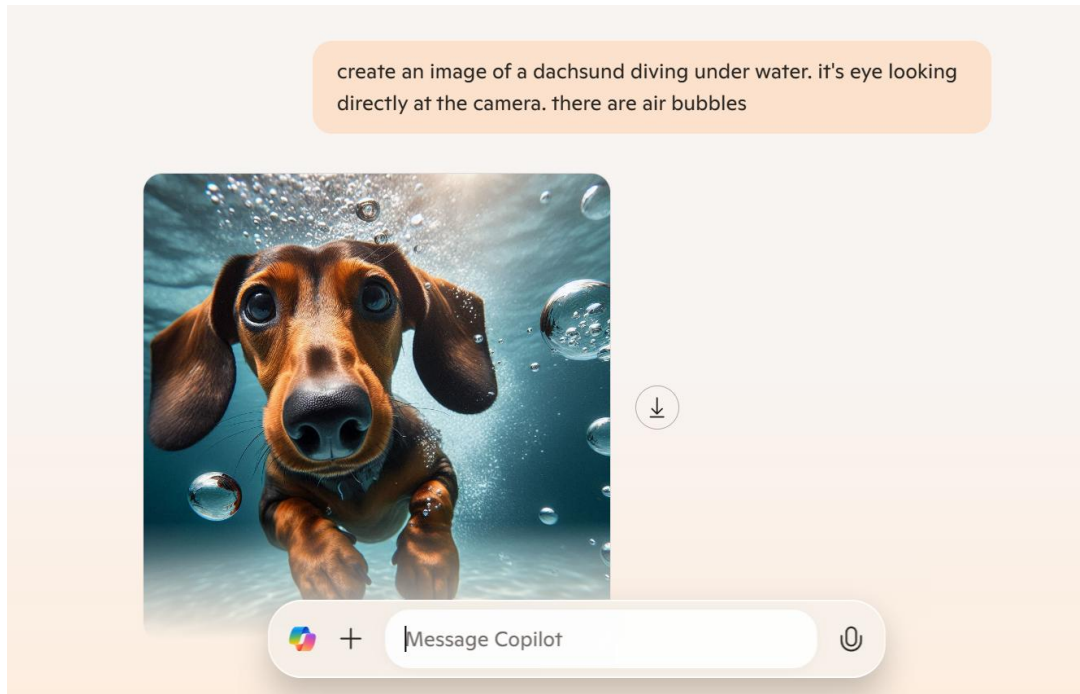 create an image of a dachsund diving under water. it's eye looking
directly at the camera. there are air bubbles
Message Copilot